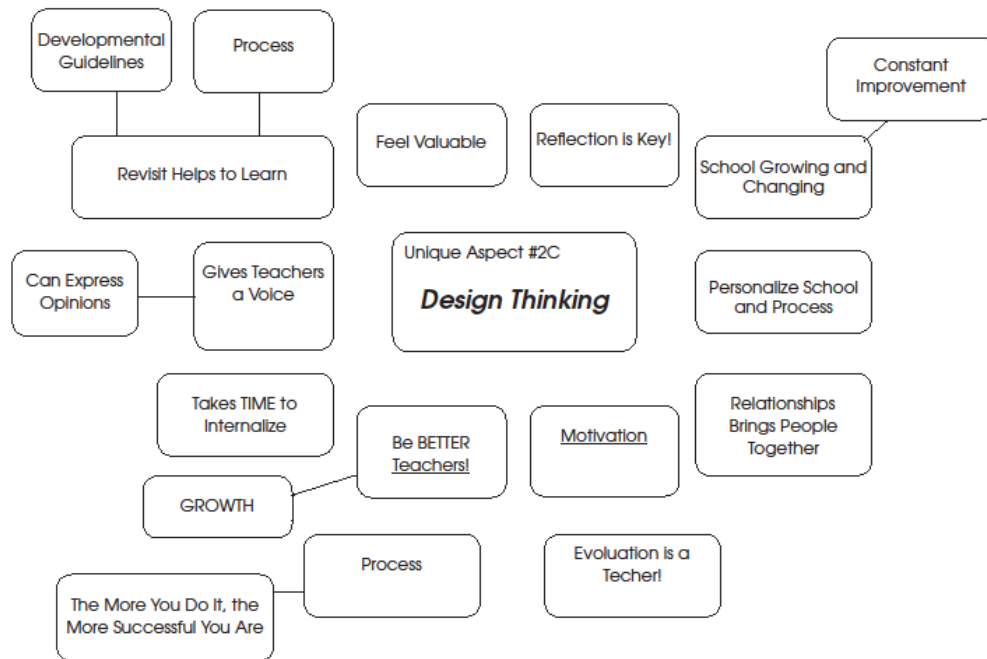 Developmental
Guidelines
Process
Constant
Improvement
Feel Valuable
Reflection is Key!
Revisit Helps to Learn
School Growing and
Changing
Unique Aspect #2C
Design Thinking
Can Express
Opinions
Gives Teachers
a Voice
Personalize School
and Process
Takes TIME to
Internalize
Be BETTER
Teachers!
Motivation
Relationships
Brings People
Together
GROWTH
Process
Evoluation is a
Techer!
The More You Do It, the
More Successful You Are